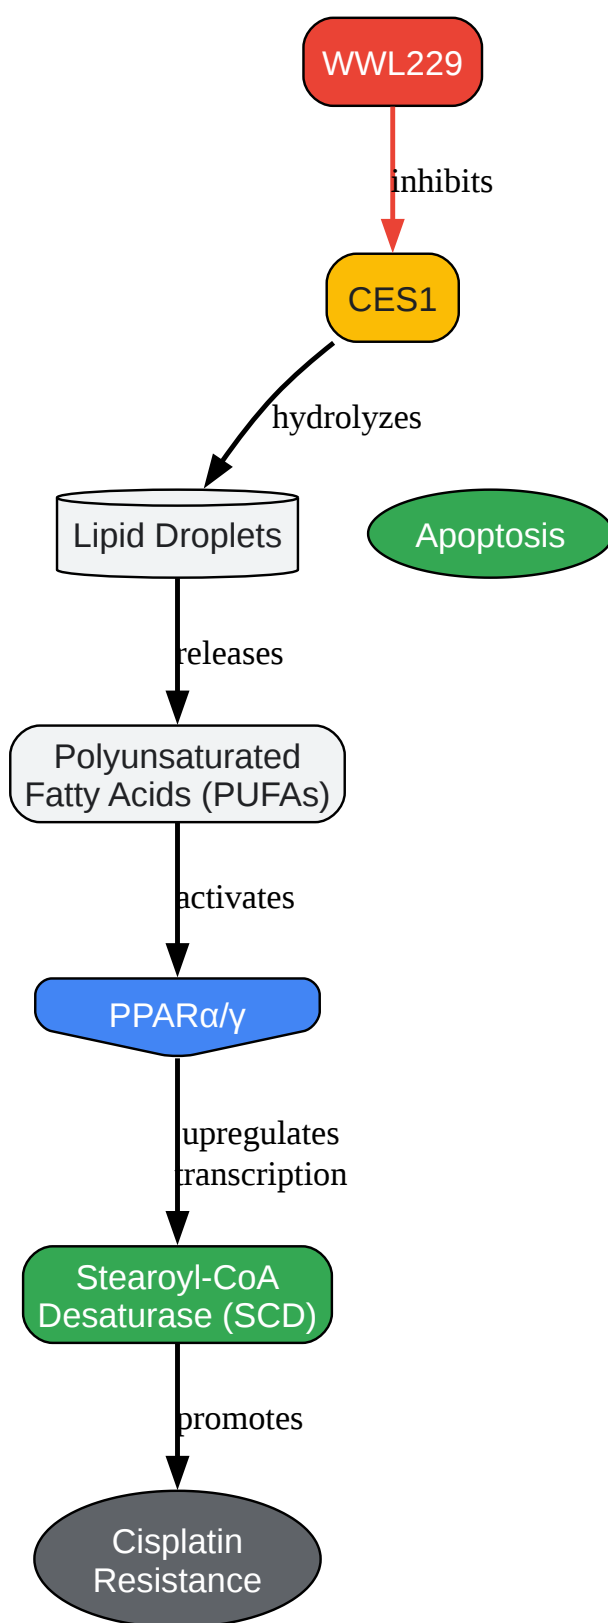 WWL229
inhibits
CES1
hydrolyzes
Lipid Droplets
Apoptosis
releases
Polyunsaturated
Fatty Acids (PUFAs)
activates
PPARα/γ
upregulates
transcription
Stearoyl-CoA
Desaturase (SCD)
promotes
Cisplatin
Resistance